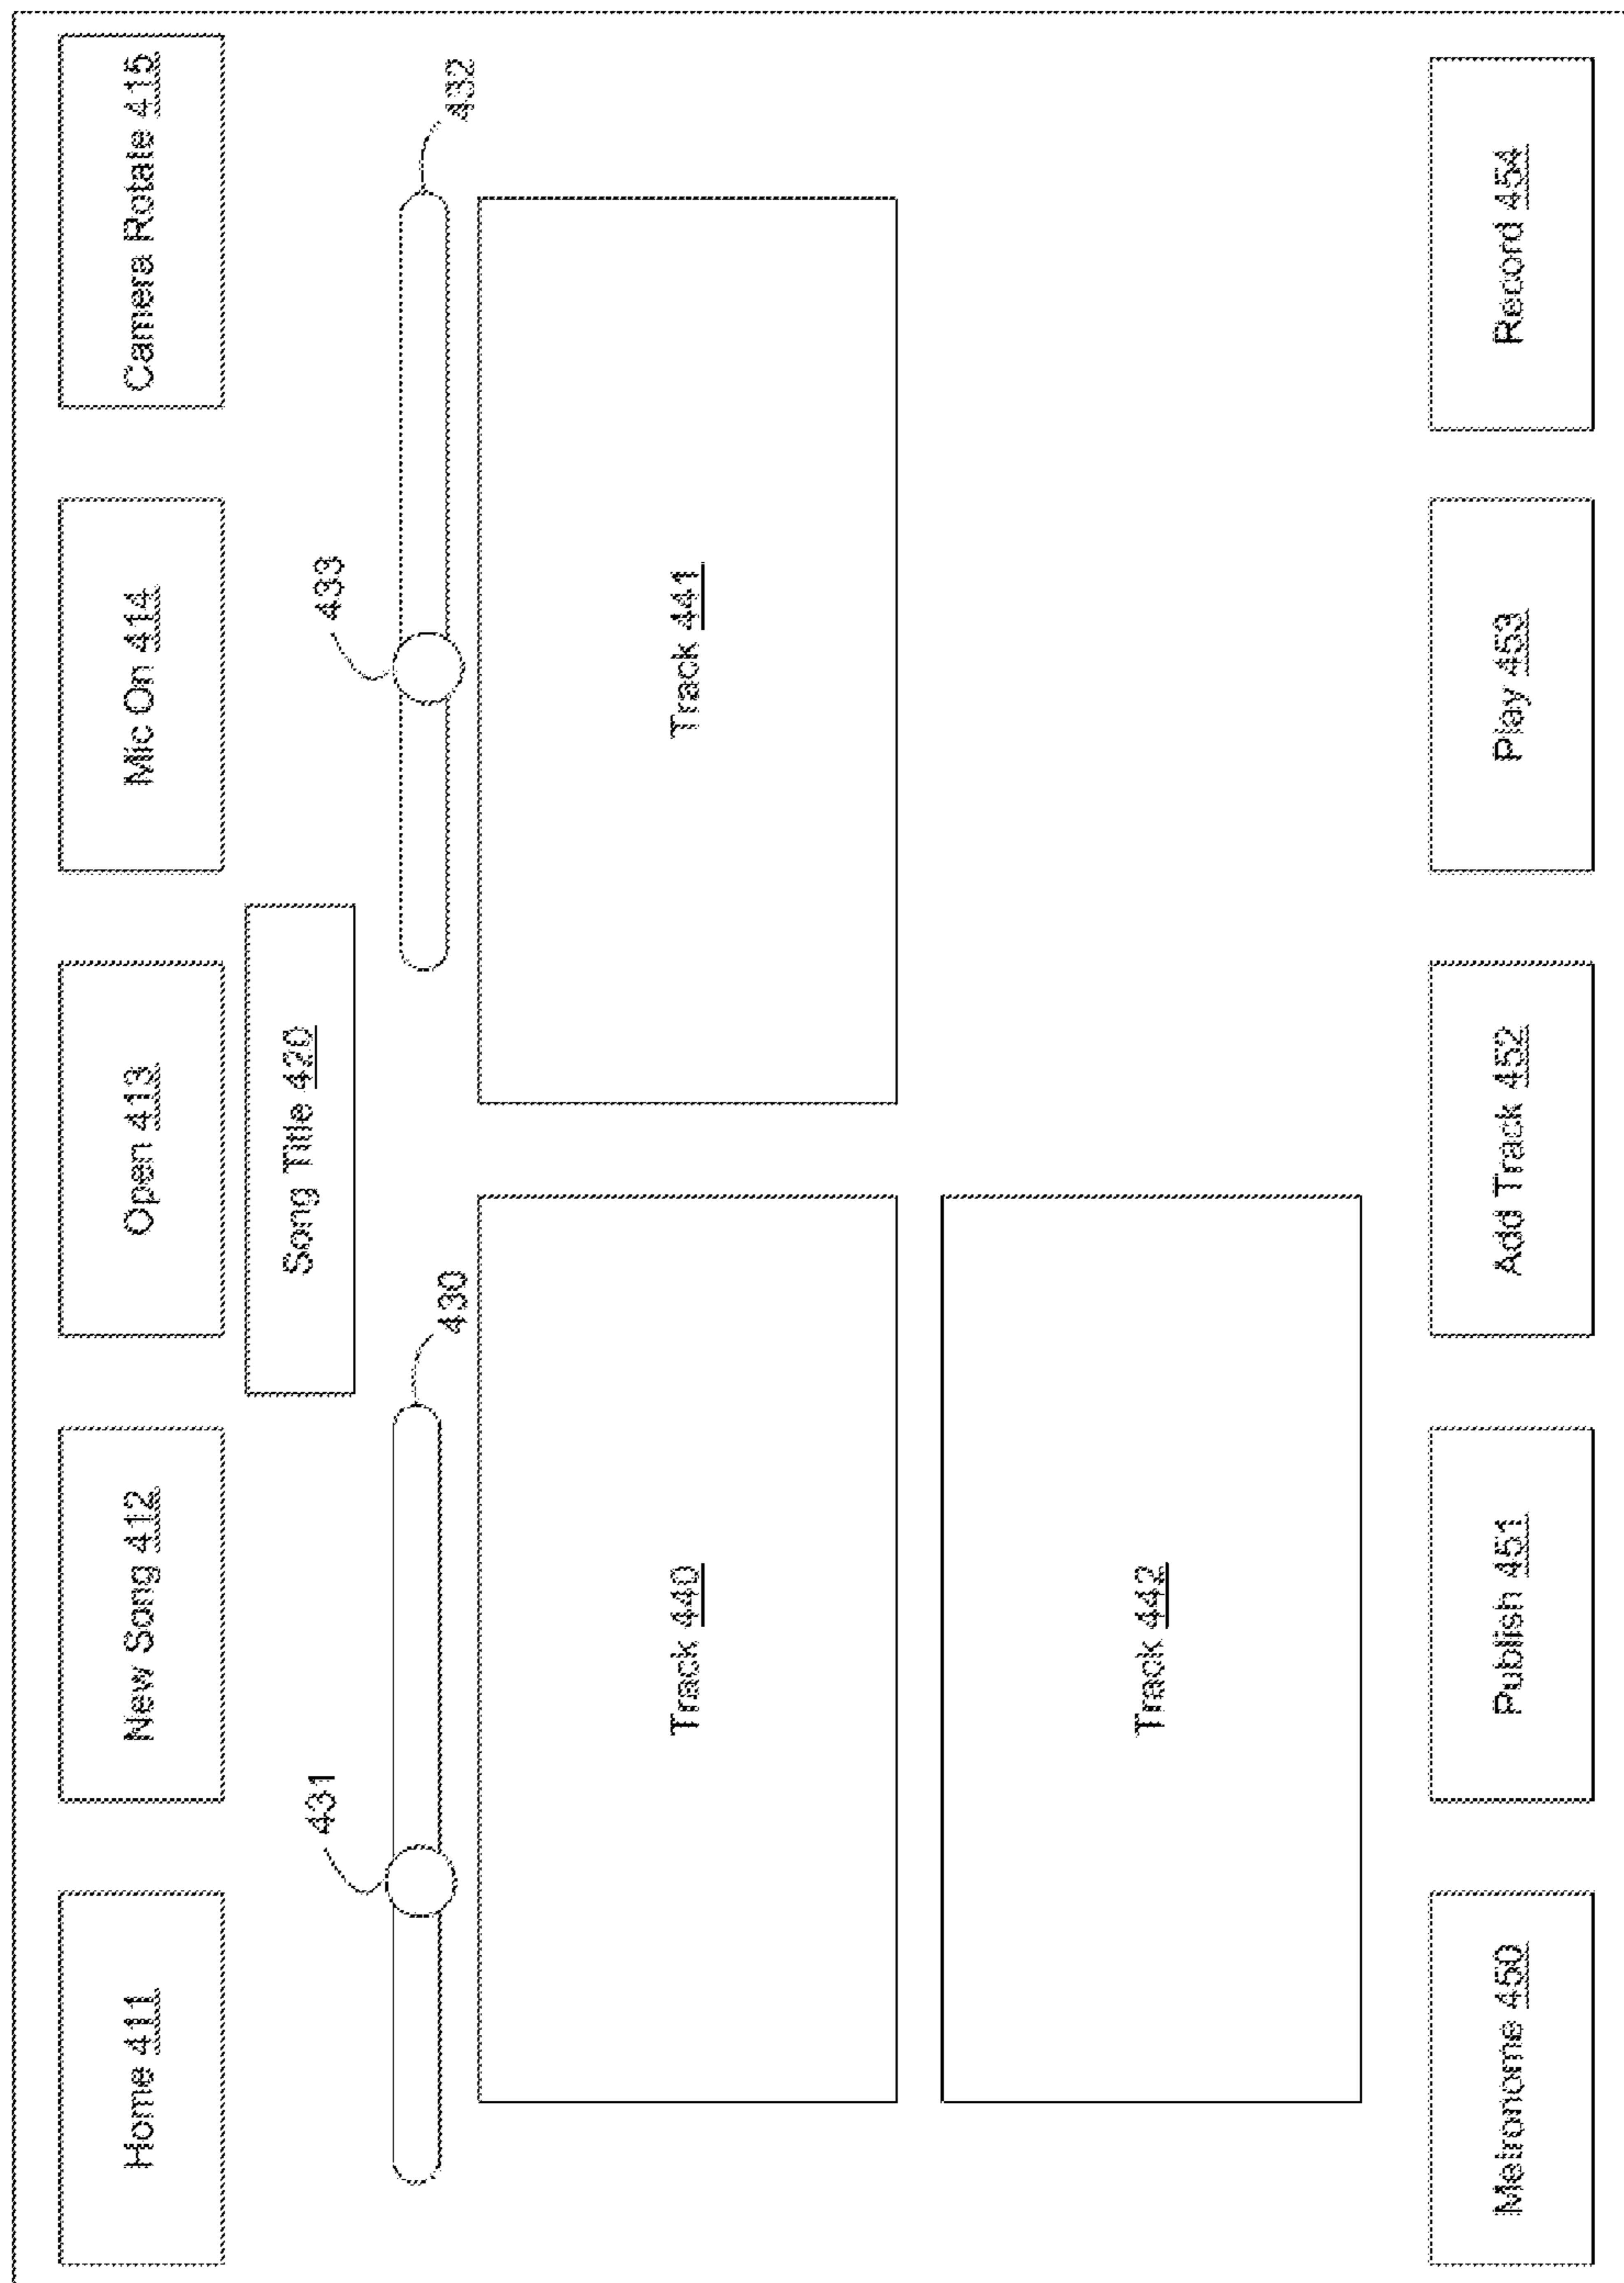 Home 411
New Song 412
Open 413
Mic On 414
Camera Rotate 415
Song Title 420
431
433
430
432
Track 440
Track 441
Track 442
Metronome 450
Publish 451
Add Track 452
Play 453
Record 454